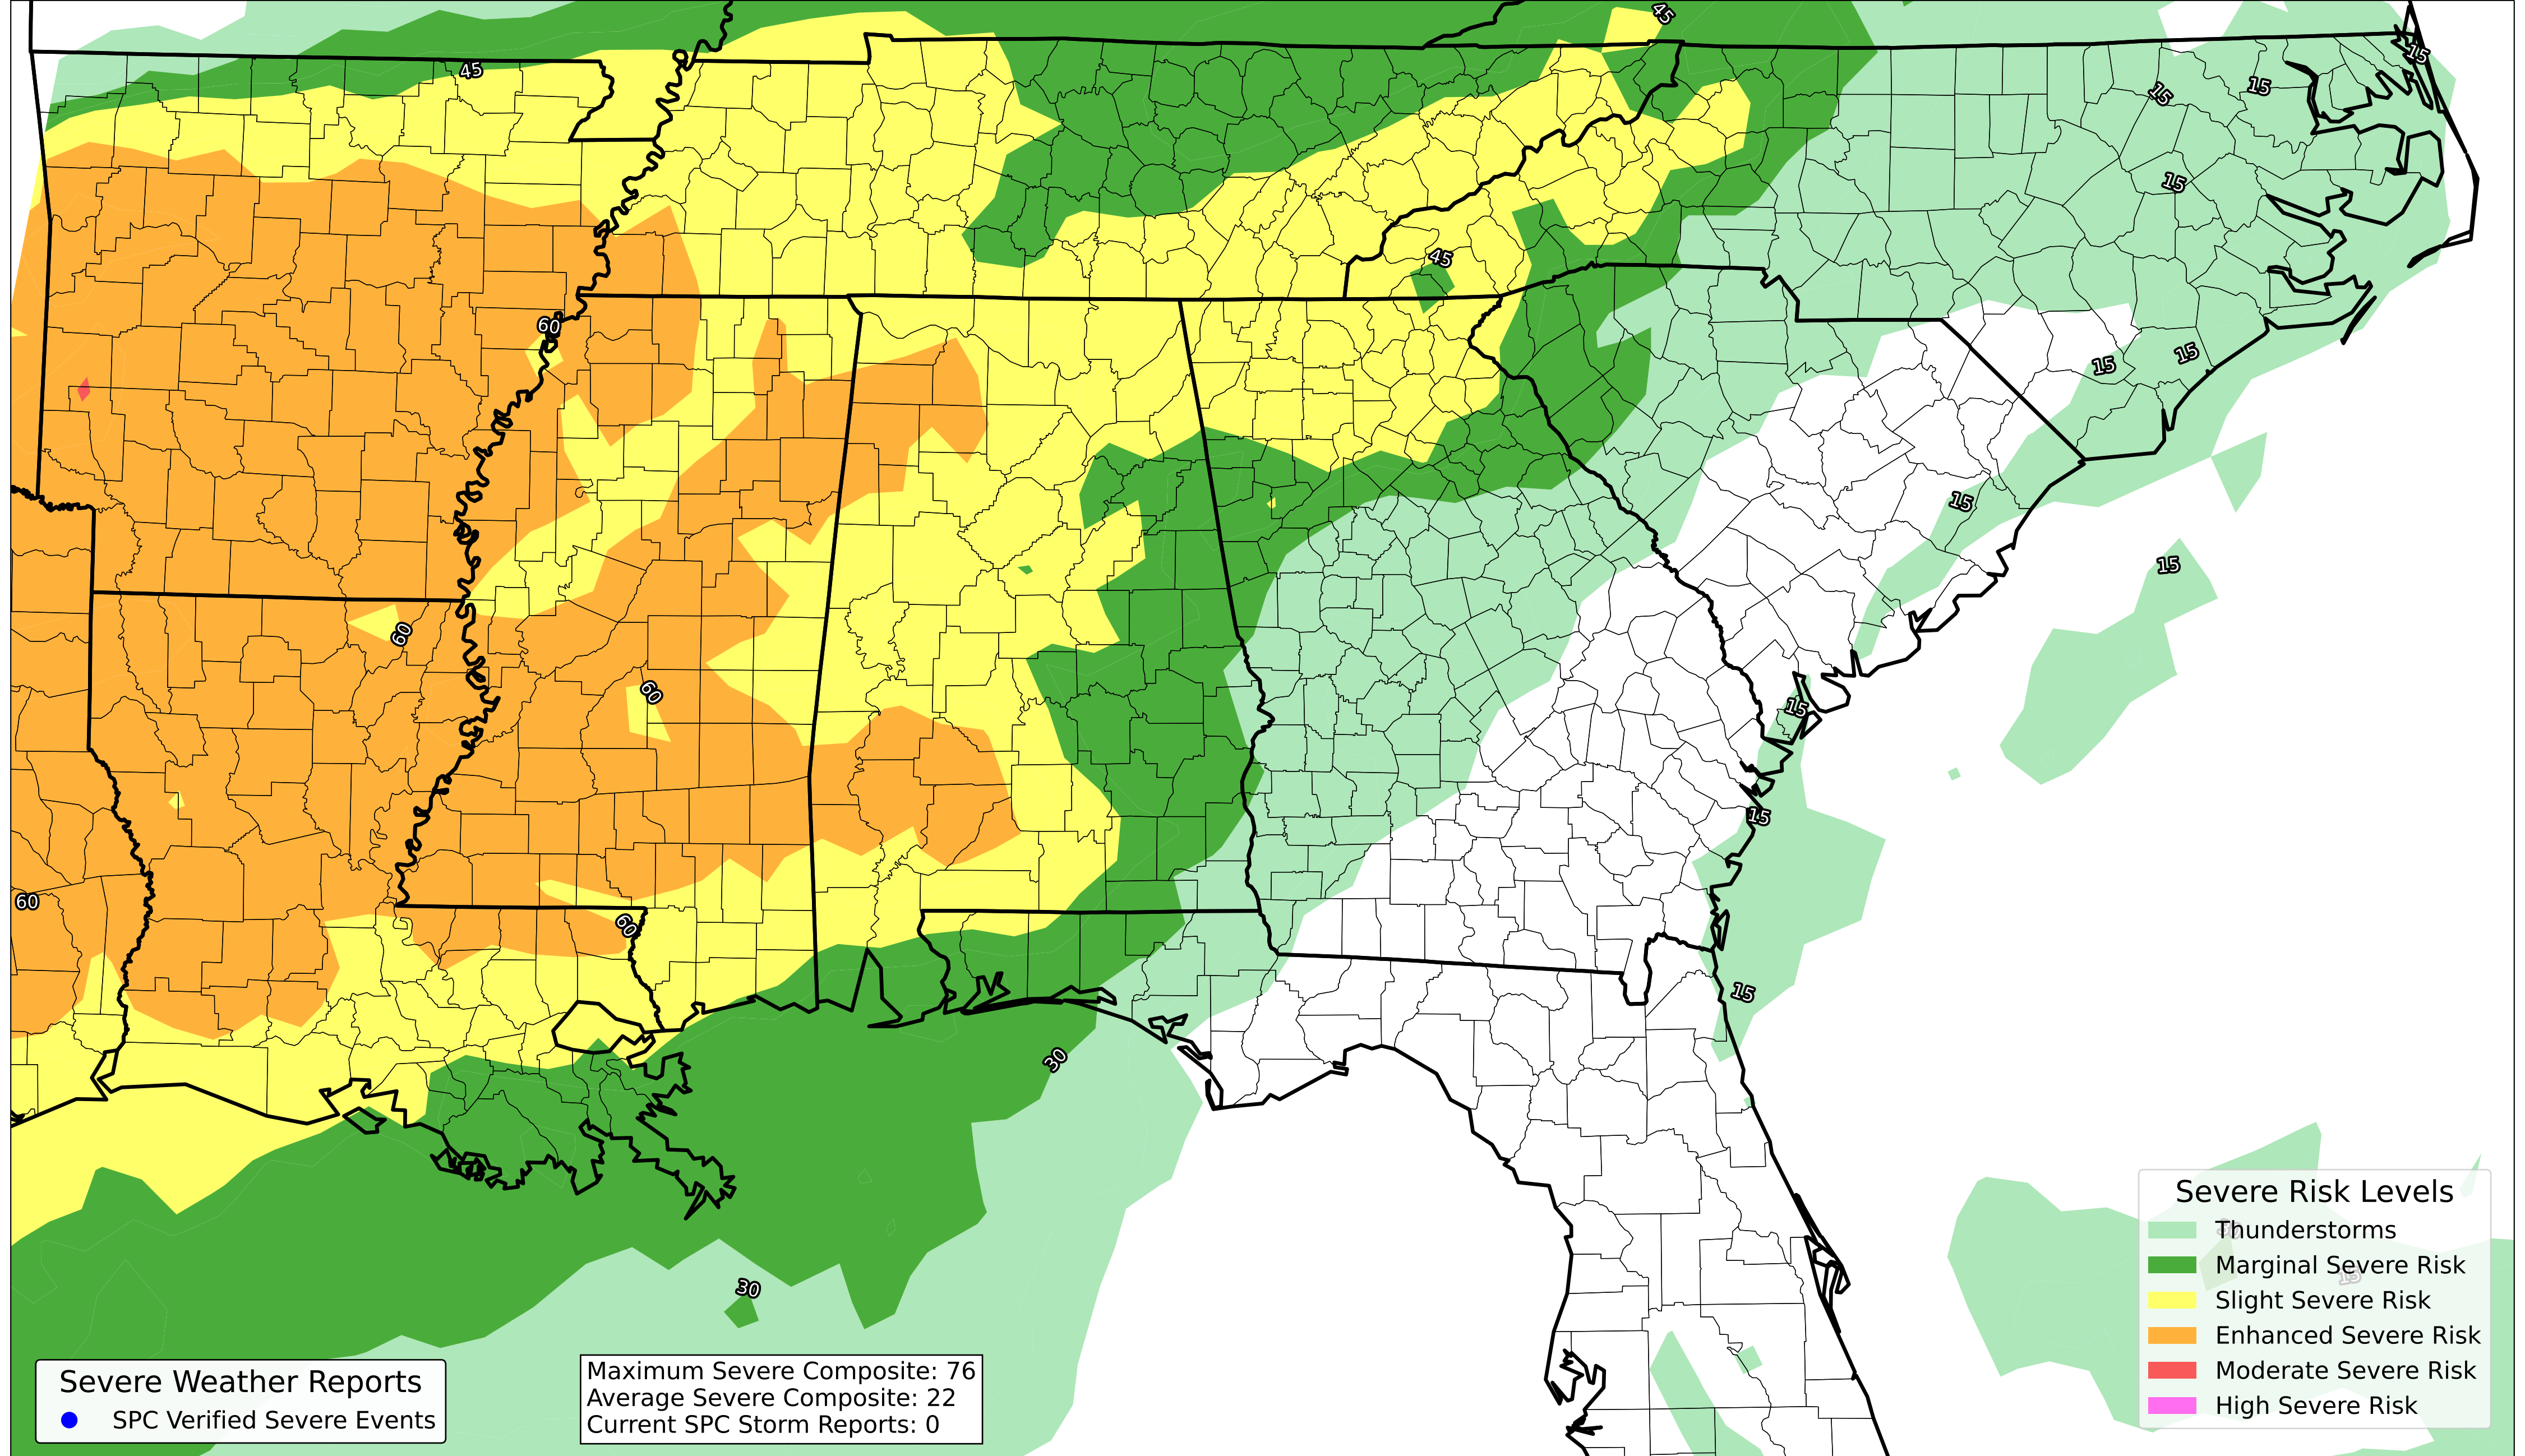 45
45
15
15
15
15
45
60
15
15
15
15
60
60
15
15
60
60
15
30
30
Severe Risk Levels
Thunderstorms
Marginal Severe Risk
Slight Severe Risk
Enhanced Severe Risk
Moderate Severe Risk
High Severe Risk
15
Severe Weather Reports
SPC Verified Severe Events
Maximum Severe Composite: 76
Average Severe Composite: 22
Current SPC Storm Reports: 0